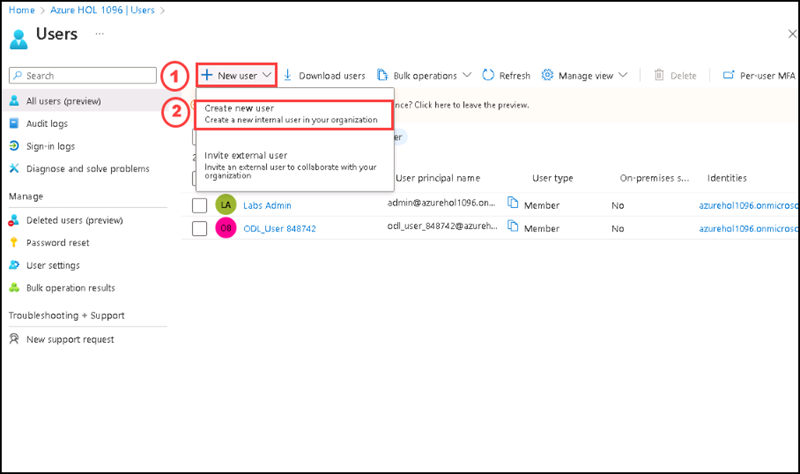 Home > Azure HOL 1096 | Users >
Users ...
Search
All users (preview)
Audit logs
Sign-in logs
Diagnose and solve problems
Manage
Deleted users (preview)
Password reset
User settings
Bulk operation results
Troubleshooting + Support
New support request
1 + New user Download users Bulk operations Refresh Manage view Delete Per-user MFA
2 Create new user
Create a new internal user in your organization
nce? Click here to leave the preview.
Invite external user
Invite an external user to collaborate with your
organization
User principal name User type On-premises s... Identities
LA Labs Admin admin@azurehol1096.on... Member No azurehol1096.onmicroso
ODL_User 848742 odl_user_848742@azureh... Member No azurehol1096.onmicroso